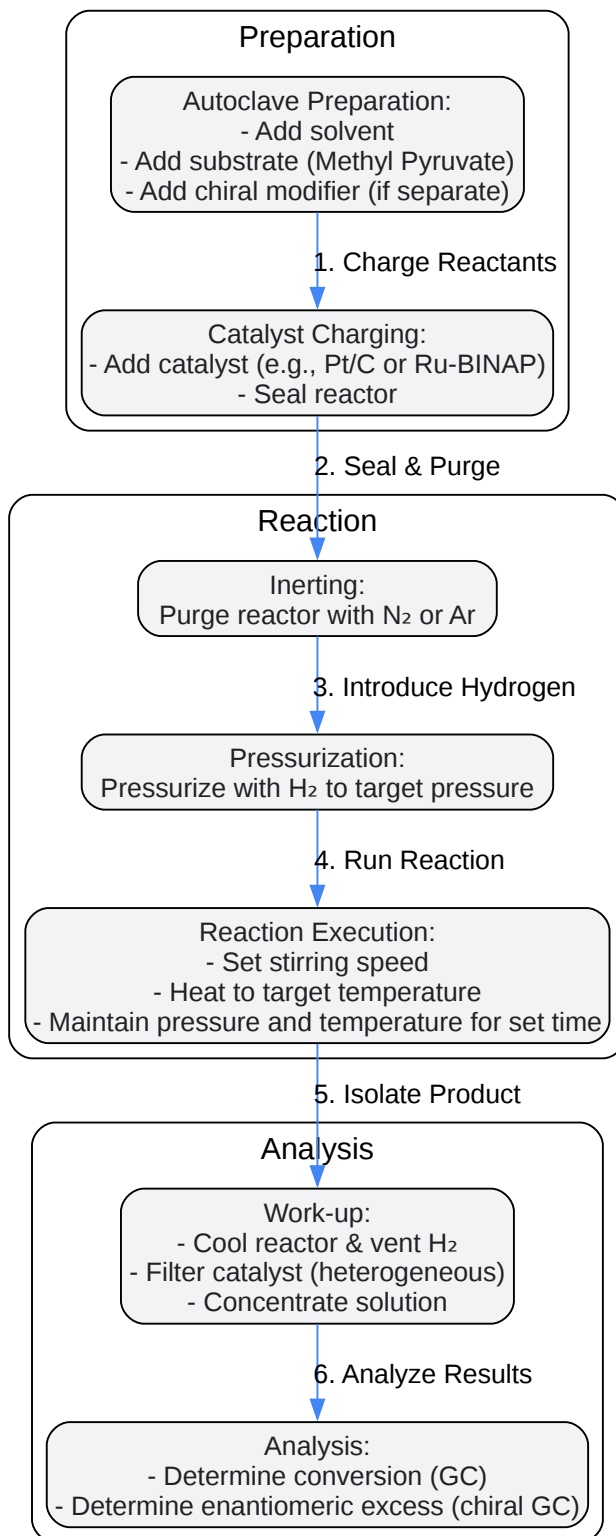 Preparation
Autoclave Preparation:
- Add solvent
- Add substrate (Methyl Pyruvate)
- Add chiral modifier (if separate)
1. Charge Reactants
Catalyst Charging:
- Add catalyst (e.g., Pt/C or Ru-BINAP)
- Seal reactor
2. Seal & Purge
Reaction
Inerting:
Purge reactor with N₂ or Ar
3. Introduce Hydrogen
Pressurization:
Pressurize with H₂ to target pressure
4. Run Reaction
Reaction Execution:
- Set stirring speed
- Heat to target temperature
- Maintain pressure and temperature for set time
5. Isolate Product
Analysis
Work-up:
- Cool reactor & vent H₂
- Filter catalyst (heterogeneous)
- Concentrate solution
6. Analyze Results
Analysis:
- Determine conversion (GC)
- Determine enantiomeric excess (chiral GC)